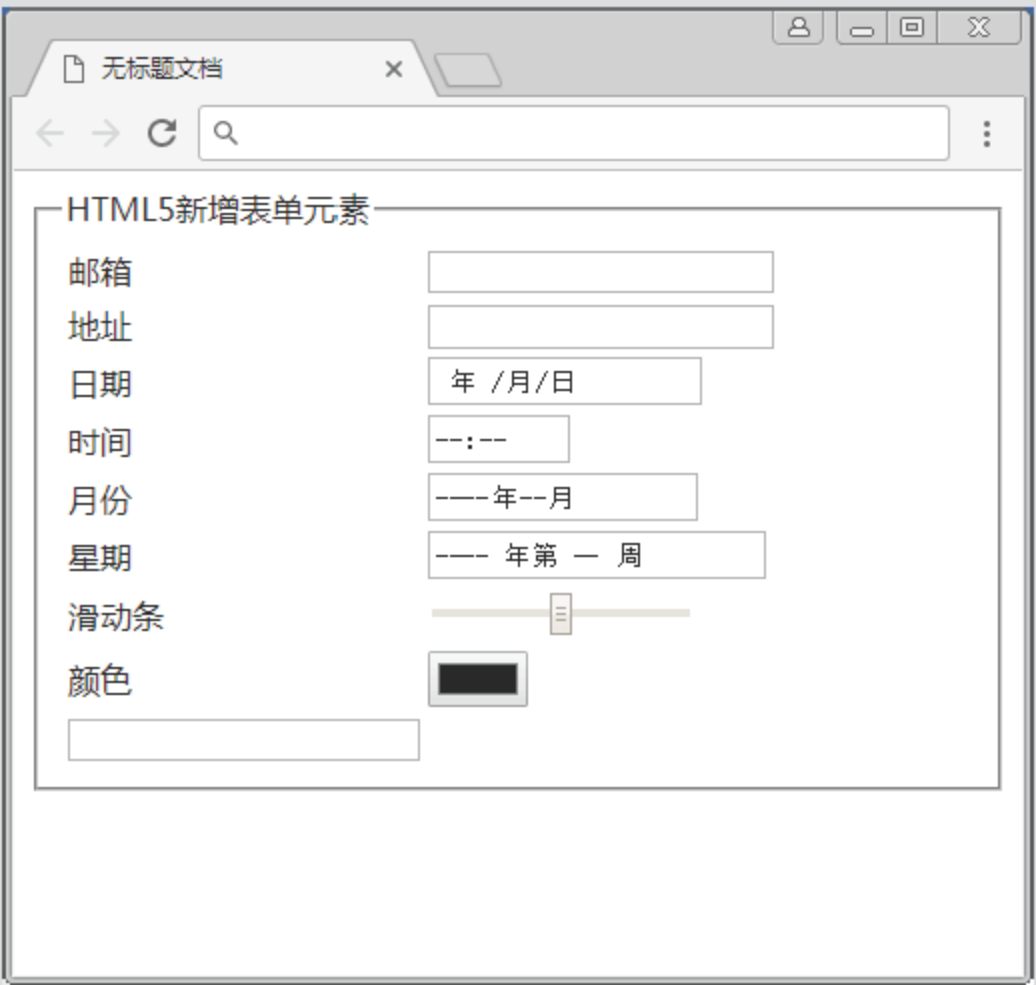 无标题文档
HTML5新增表单元素
邮箱
地址
日期 年 /月/日
时间 --:--
月份 ----年--月
星期 ---- 年第 -- 周
滑动条
颜色